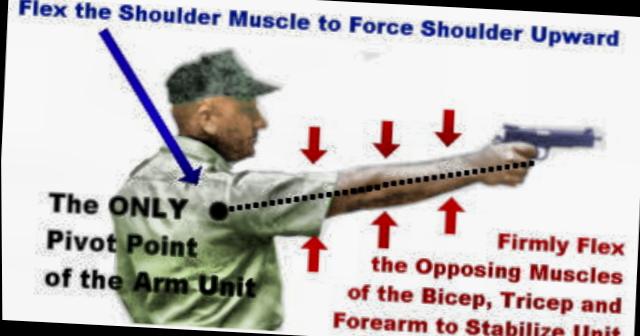 Flex the Shoulder Muscle to Force Shoulder Upward
The ONLY
Pivot Point
of the Arm Unit
Firmly Flex
the Opposing Muscles
of the Bicep, Tricep and
Forearm to Stabilize Unit